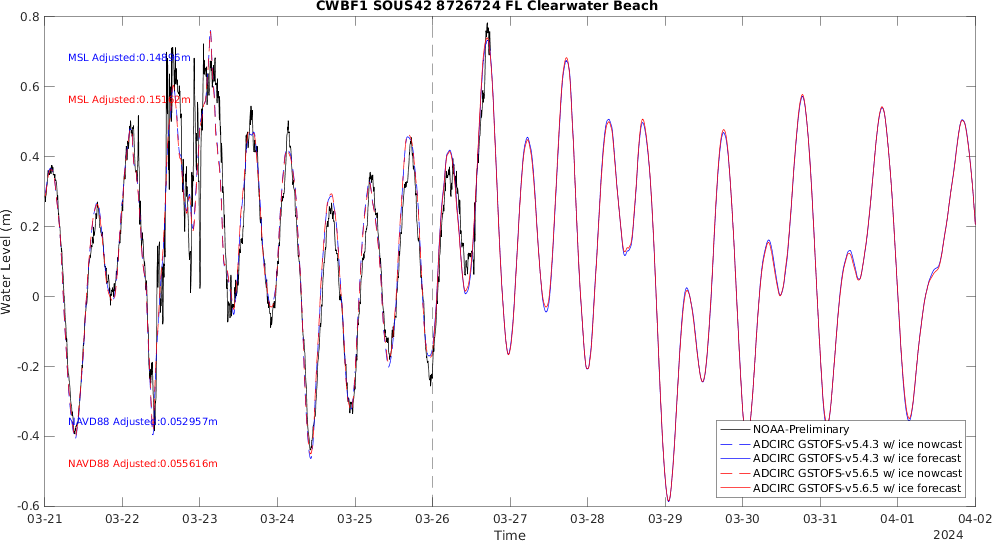 CWBF1 SOUS42 8726724 FL Clearwater Beach
0.8
0.6
0.4
0.2
0
-0.2
-0.4
-0.6
Water Level (m)
MSL Adjusted:0.14895m
MSL Adjusted:0.15162m
NAVD88 Adjusted:0.052957m
NAVD88 Adjusted:0.055616m
NOAA-Preliminary
ADCIRC GSTOFS-v5.4.3 w/ ice nowcast
ADCIRC GSTOFS-v5.4.3 w/ ice forecast
ADCIRC GSTOFS-v5.6.5 w/ ice nowcast
ADCIRC GSTOFS-v5.6.5 w/ ice forecast
03-21 03-22 03-23 03-24 03-25 03-26 03-27 03-28 03-29 03-30 03-31 04-01 04-02
Time
2024